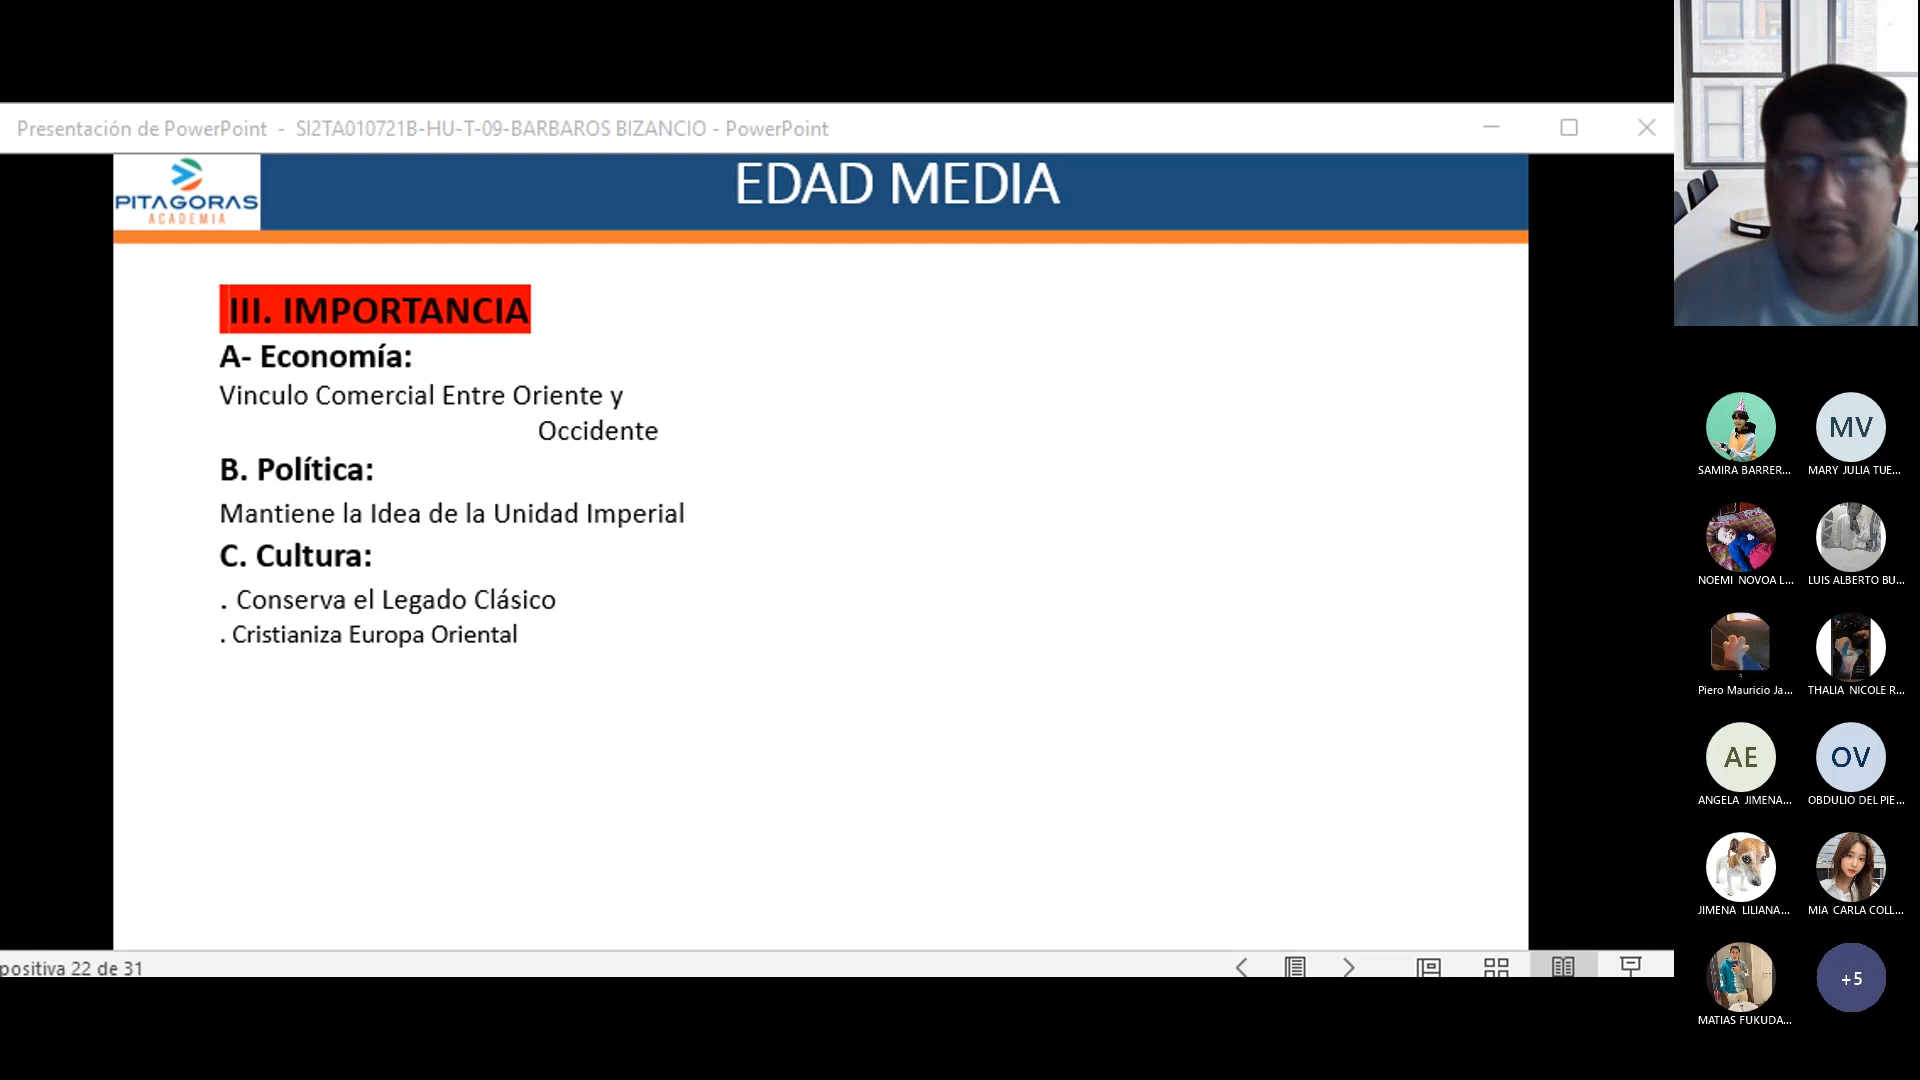 Presentación de PowerPoint - SI2TA010721B-HU-T-09-BARBAROS BIZANCIO - PowerPoint
PITAGORAS
ACADEMIA
EDAD MEDIA
III. IMPORTANCIA
A- Economía:
Vinculo Comercial Entre Oriente y
Occidente
B. Política:
Mantiene la Idea de la Unidad Imperial
C. Cultura:
. Conserva el Legado Clásico
. Cristianiza Europa Oriental
positiva 22 de 31
MV
SAMIRA BARRER...
MARY JULIA TUE...
NOEMI NOVOA L...
LUIS ALBERTO BU...
Piero Mauricio Ja...
THALIA NICOLE R...
AE
OV
ANGELA JIMENA...
OBDULIO DEL PIE...
JIMENA LILIANA...
MIA CARLA COLL...
+5
MATIAS FUKUDA...